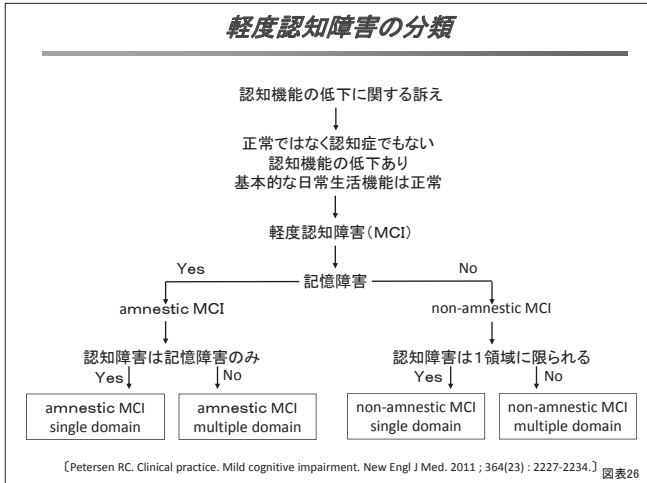 軽度認知障害の分類
認知機能の低下に関する訴え
正常ではなく認知症でもない
認知機能の低下あり
基本的な日常生活機能は正常
軽度認知障害(MCI)
Yes
記憶障害
No
amnestic MCI
non-amnestic MCI
認知障害は記憶障害のみ
認知障害は1領域に限られる
Yes
No
Yes
No
amnestic MCI
single domain
amnestic MCI
multiple domain
non-amnestic MCI
single domain
non-amnestic MCI
multiple domain
〔Petersen RC. Clinical practice. Mild cognitive impairment. New Engl J Med. 2011 ; 364(23) : 2227-2234.〕
図表26